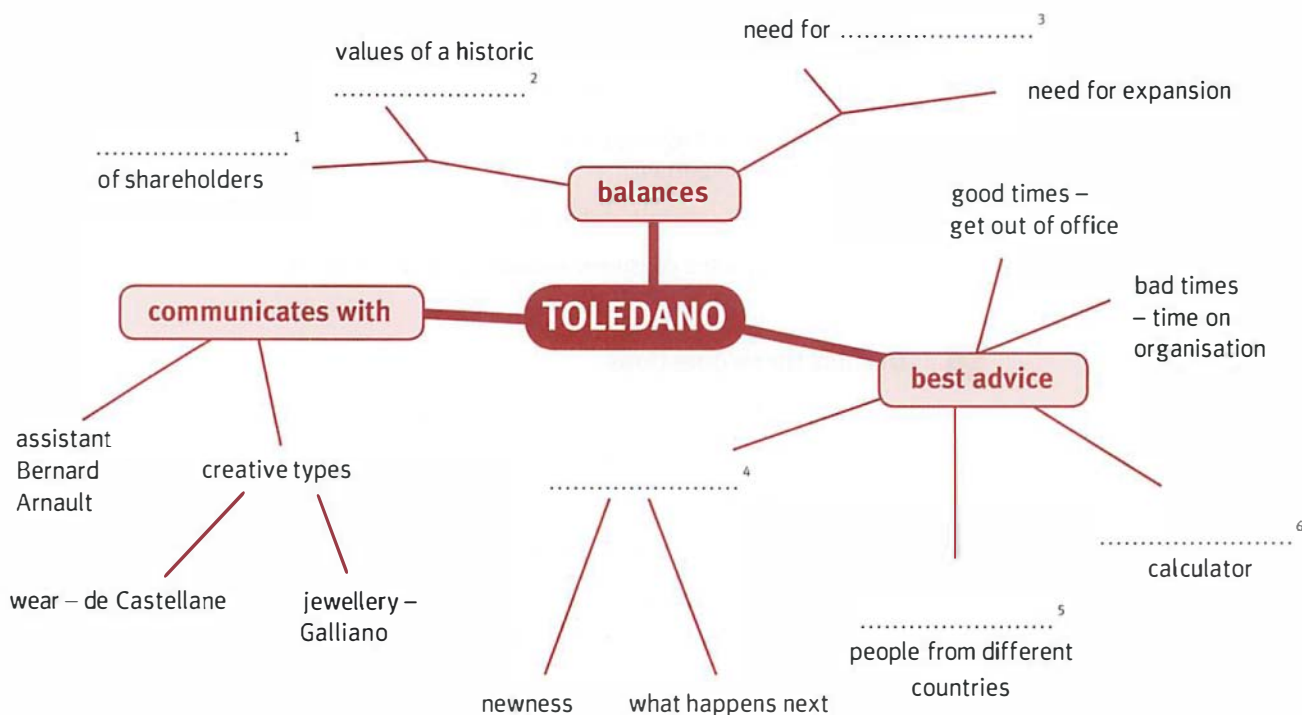 need for ........................ 3
values of a historic
........................ 2
need for expansion
........................ 1
of shareholders
balances
good times –
get out of office
bad times
– time on
organisation
communicates with
TOLEDANO
best advice
assistant
Bernard
Arnault
creative types
........................ 4
........................ 6
calculator
wear – de Castellane
jewellery –
Galliano
........................ 5
people from different
countries
newness
what happens next